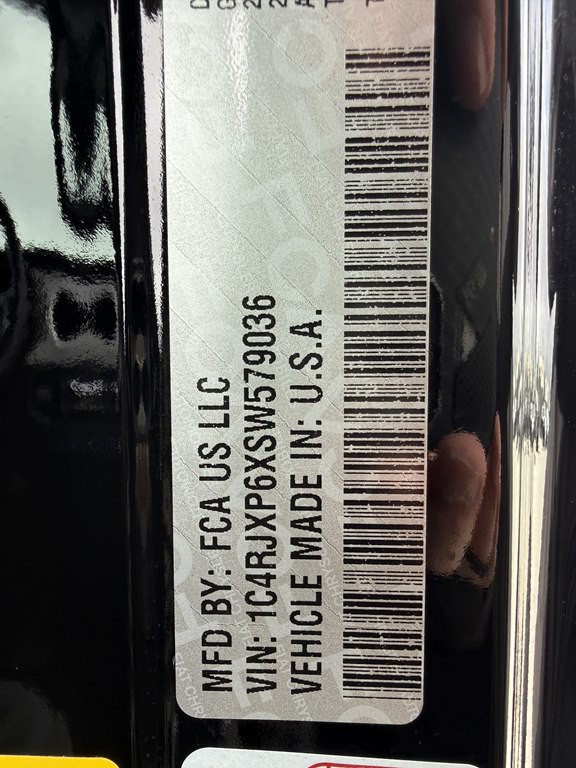 MFD BY: FCA US LLC
VIN: 1C4RJXP6XSW579036
VEHICLE MADE IN: U.S.A.